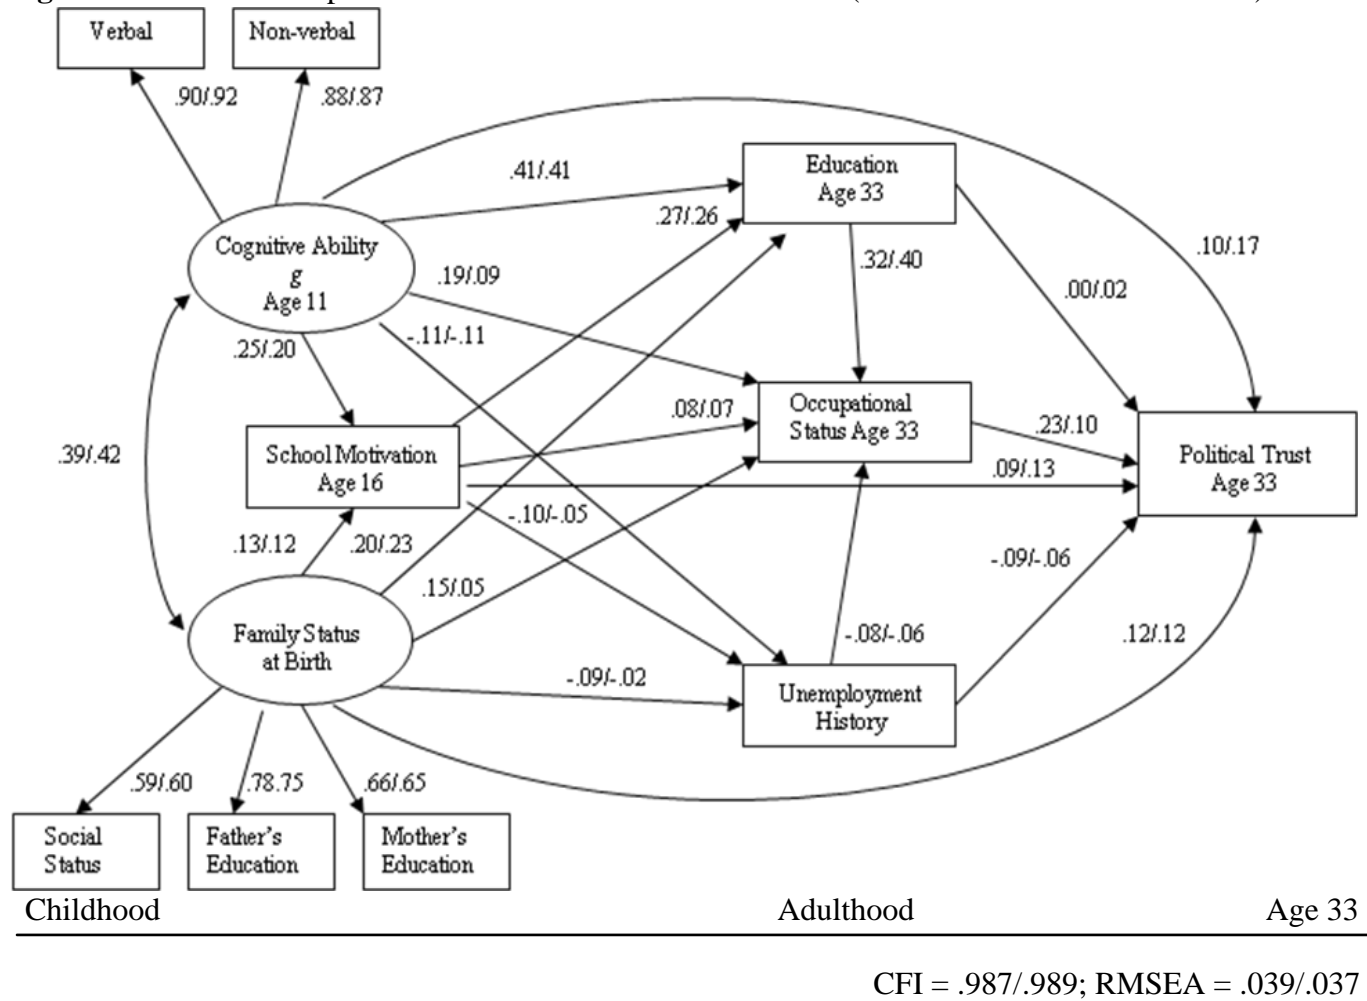 Verbal
Non-verbal
.90/.92
.88/.87
.41/.41
Education
Age 33
.27/.26
.10/.17
Cognitive Ability
g
Age 11
.19/.09
.32/.40
.00/.02
-.11/-.11
.25/.20
.08/.07
Occupational
Status Age 33
.23/.10
.39/.42
School Motivation
Age 16
.09/.13
Political Trust
Age 33
-.10/-.05
.13/.12
.20/.23
-.09/-.06
.15/.05
Family Status
at Birth
-.08/-.06
.12/.12
-.09/-.02
Unemployment
History
.59/.60
.78.75
.66/.65
Social
Status
Father's
Education
Mother's
Education
Childhood
Adulthood
Age 33
CFI = .987/.989; RMSEA = .039/.037